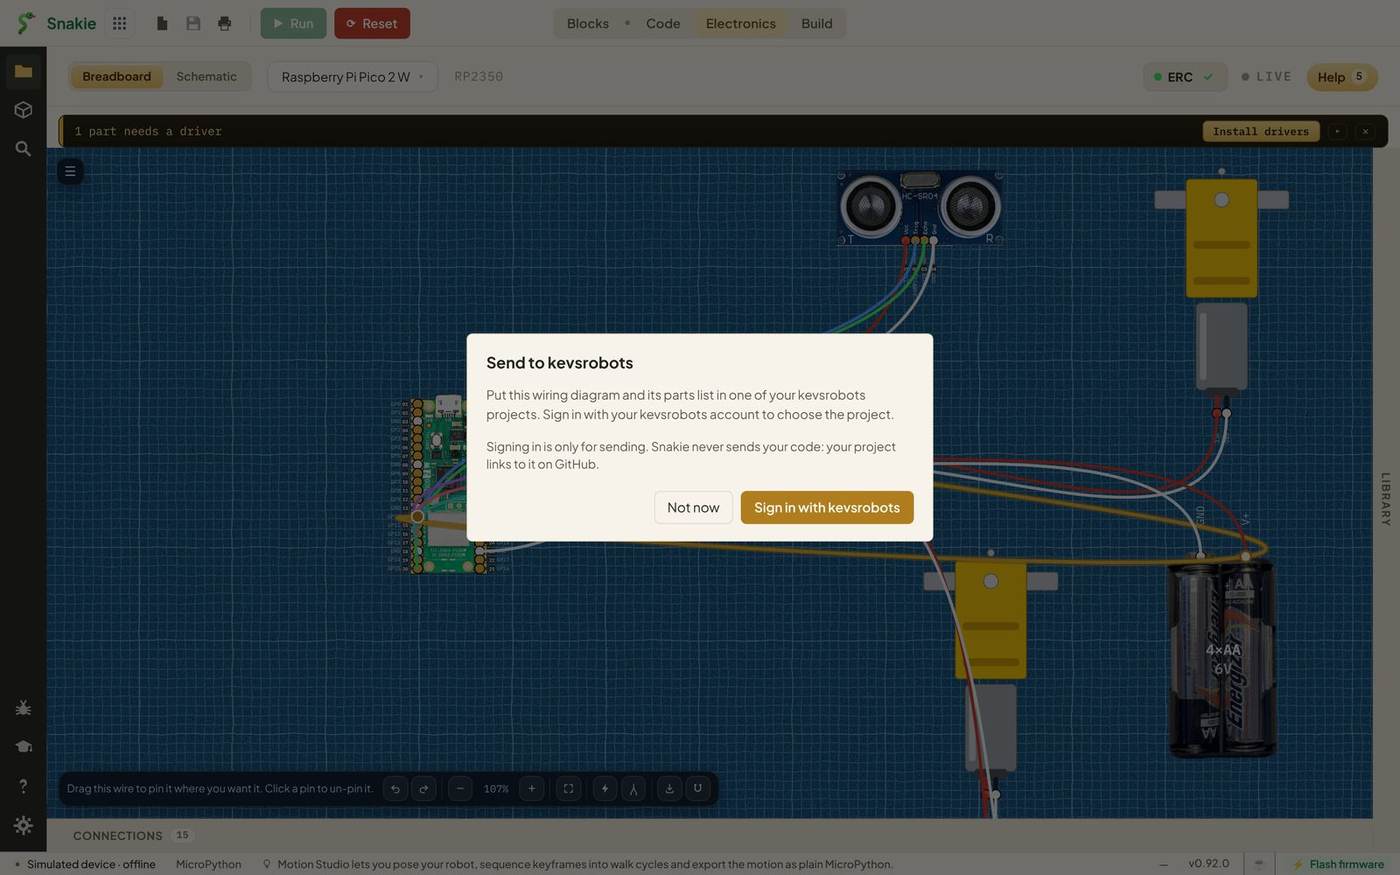 Snakie
Run
Reset
Blocks
Code
Electronics
Build
Breadboard
Schematic
Raspberry Pi Pico 2 W
RP2350
ERC
LIVE
Help 5
1 part needs a driver
Install drivers
HC-SR04
T
R
Send to kevsrobots
Put this wiring diagram and its parts list in one of your kevsrobots
projects. Sign in with your kevsrobots account to choose the project.
Signing in is only for sending. Snakie never sends your code: your project
links to it on GitHub.
Not now
Sign in with kevsrobots
LIBRARY
GND
V+
4×AA
6V
Energizer
AA
Drag this wire to pin it where you want it. Click a pin to un-pin it.
107%
CONNECTIONS 15
Simulated device · offline
MicroPython
Motion Studio lets you pose your robot, sequence keyframes into walk cycles and export the motion as plain MicroPython.
v0.92.0
Flash firmware